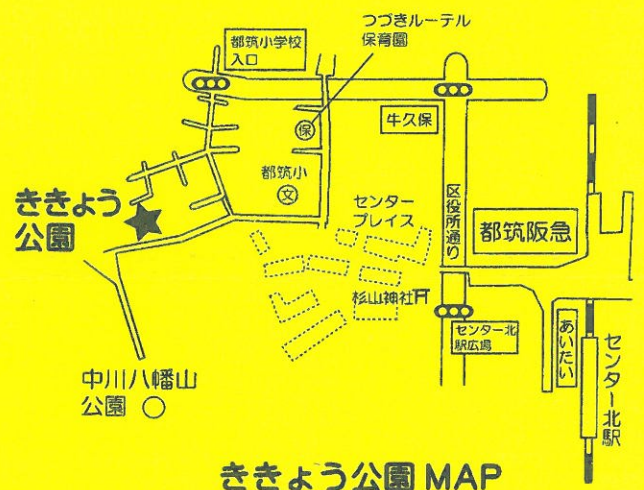 つづきルーテル
保育園
都筑小学校
入口
保
牛久保
都筑小
文
センター
プレイス
区役所通り
都筑阪急
ききょう
公園
杉山神社
センター北
駅広場
あいたい
センター北駅
中川八幡山
公園
ききょう公園 MAP